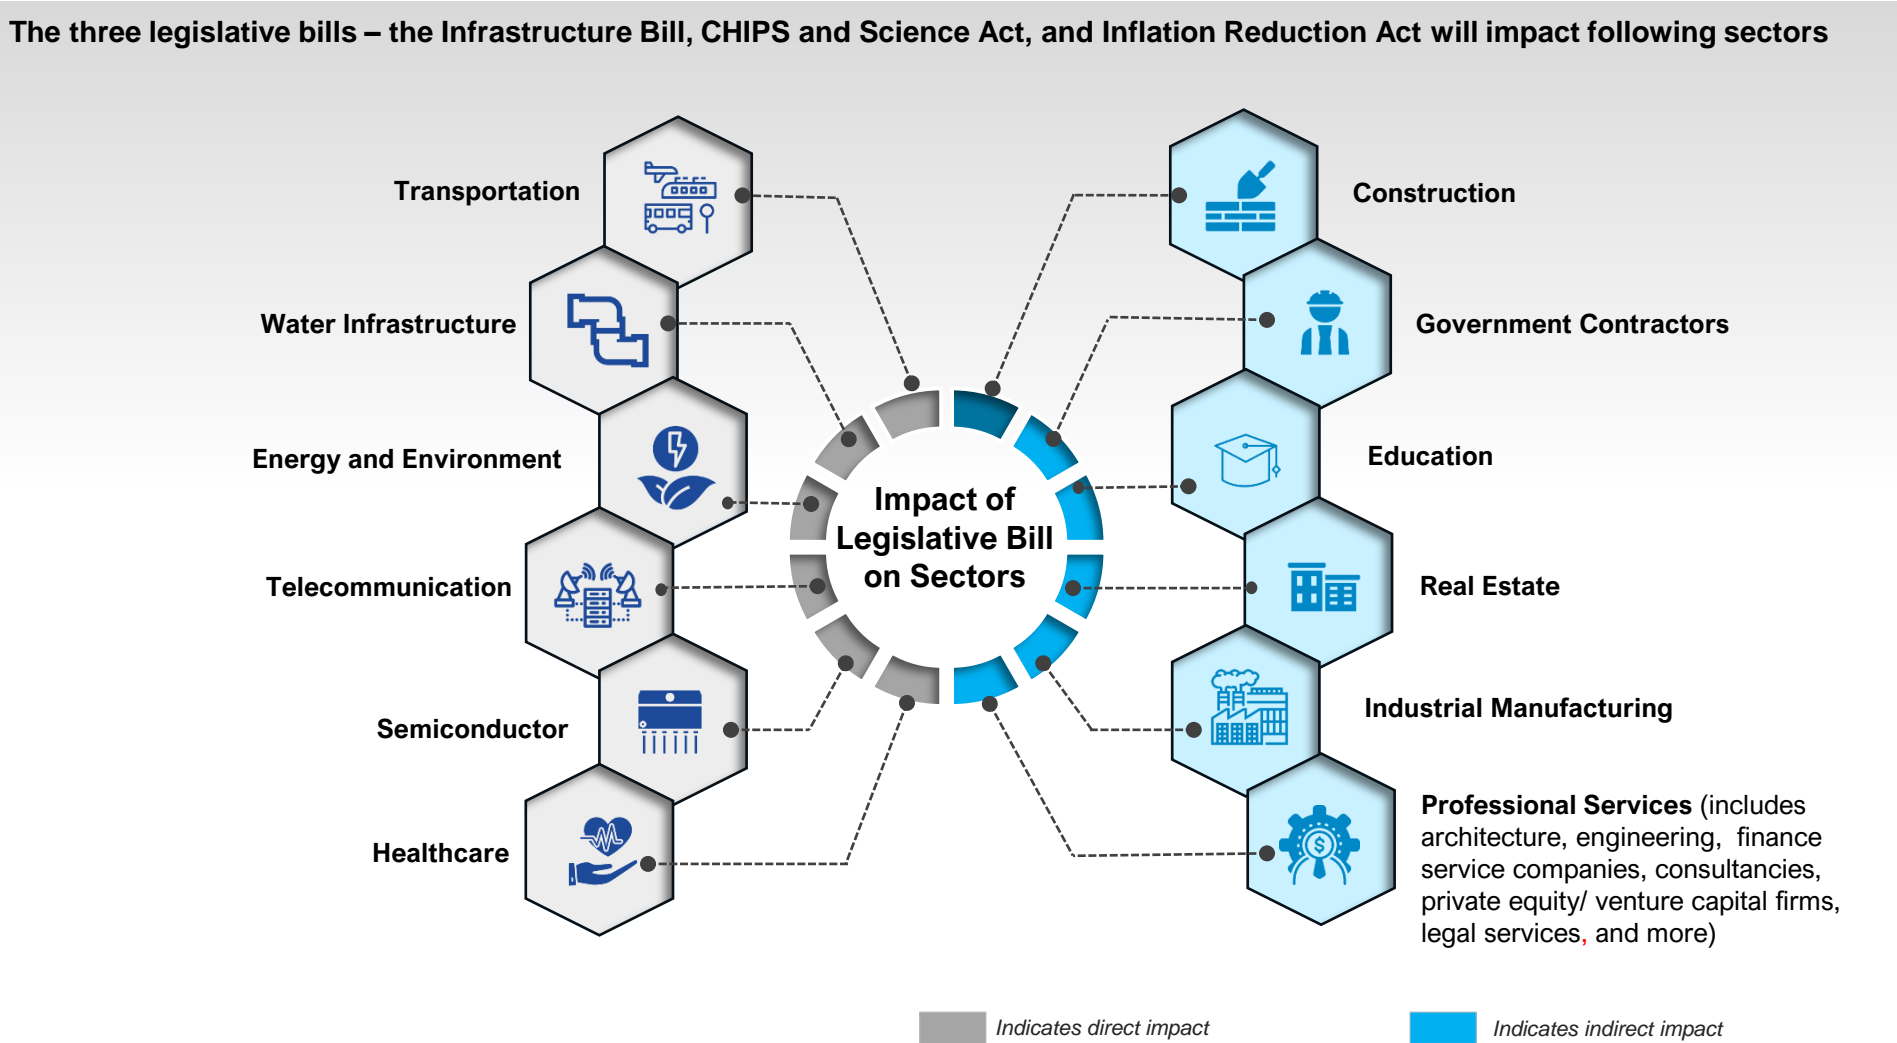 The three legislative bills – the Infrastructure Bill, CHIPS and Science Act, and Inflation Reduction Act will impact following sectors
Transportation
Water Infrastructure
Energy and Environment
Telecommunication
Semiconductor
Healthcare
Impact of
Legislative Bill
on Sectors
Construction
Government Contractors
Education
Real Estate
Industrial Manufacturing
Professional Services (includes
architecture, engineering,  finance
service companies, consultancies,
private equity/ venture capital firms,
legal services, and more)
$
Indicates direct impact
Indicates indirect impact